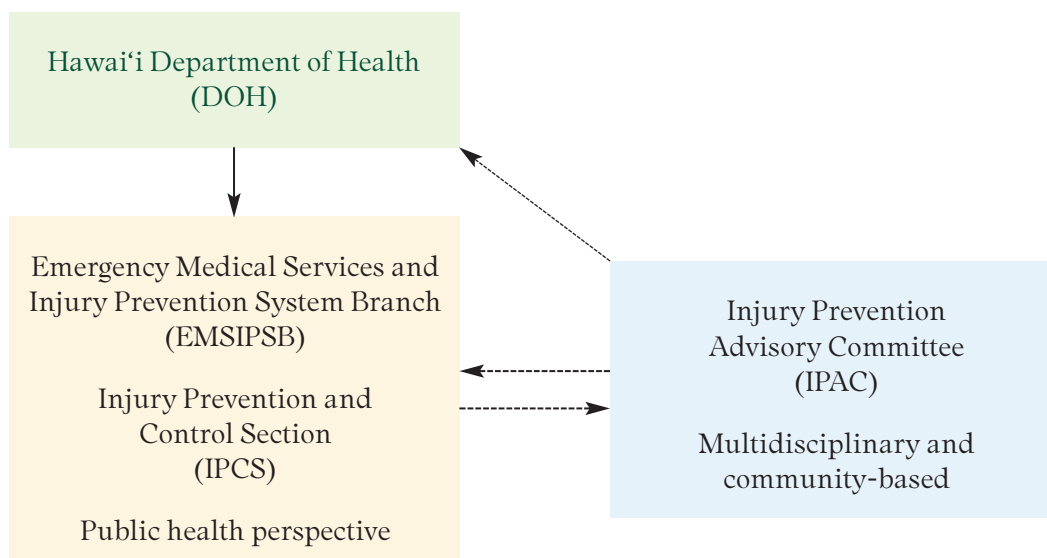 Hawai‘i Department of Health
(DOH)
Emergency Medical Services and
Injury Prevention System Branch
(EMSIPSB)
Injury Prevention and
Control Section
(IPCS)
Public health perspective
Injury Prevention
Advisory Committee
(IPAC)
Multidisciplinary and
community-based